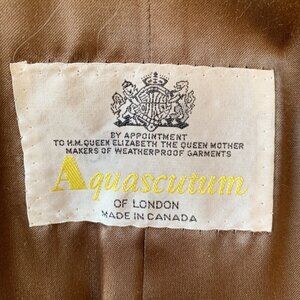 BY APPOINTMENT
TO H.M. QUEEN ELIZABETH THE QUEEN MOTHER
MAKERS OF WEATHERPROOF GARMENTS
Aquascutum
OF LONDON
MADE IN CANADA